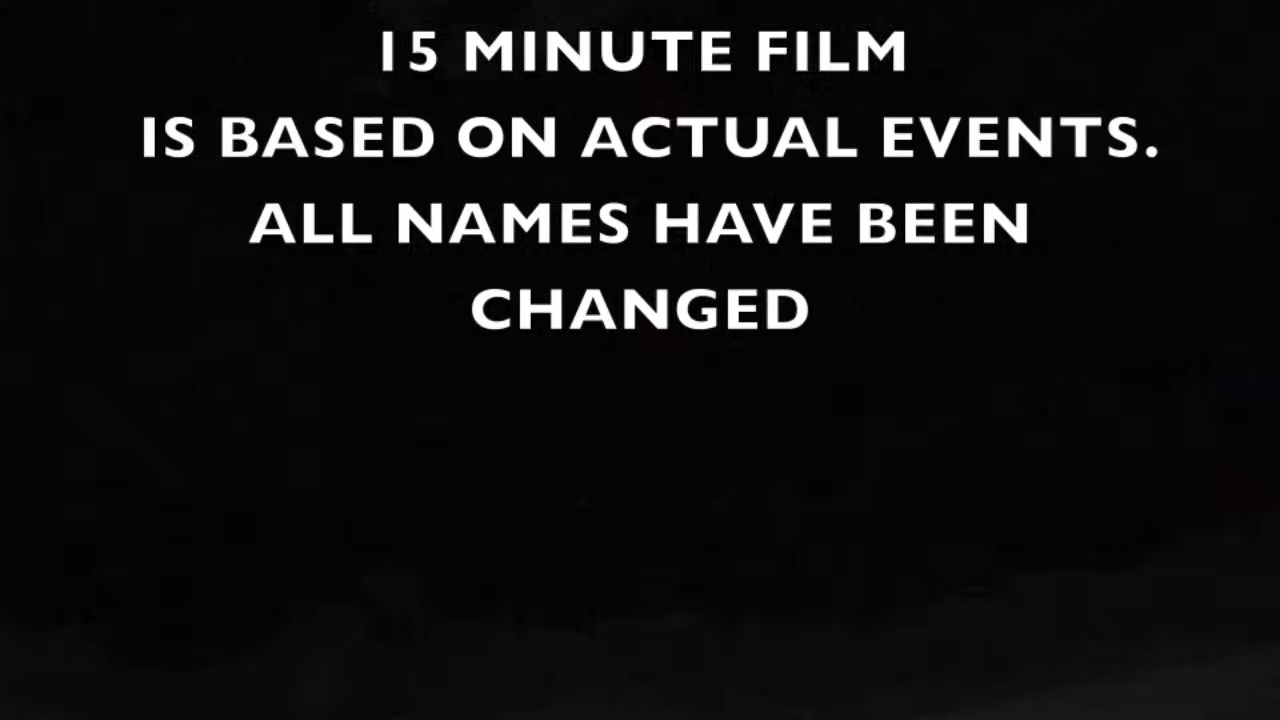 15 MINUTE FILM
IS BASED ON ACTUAL EVENTS.
ALL NAMES HAVE BEEN
CHANGED